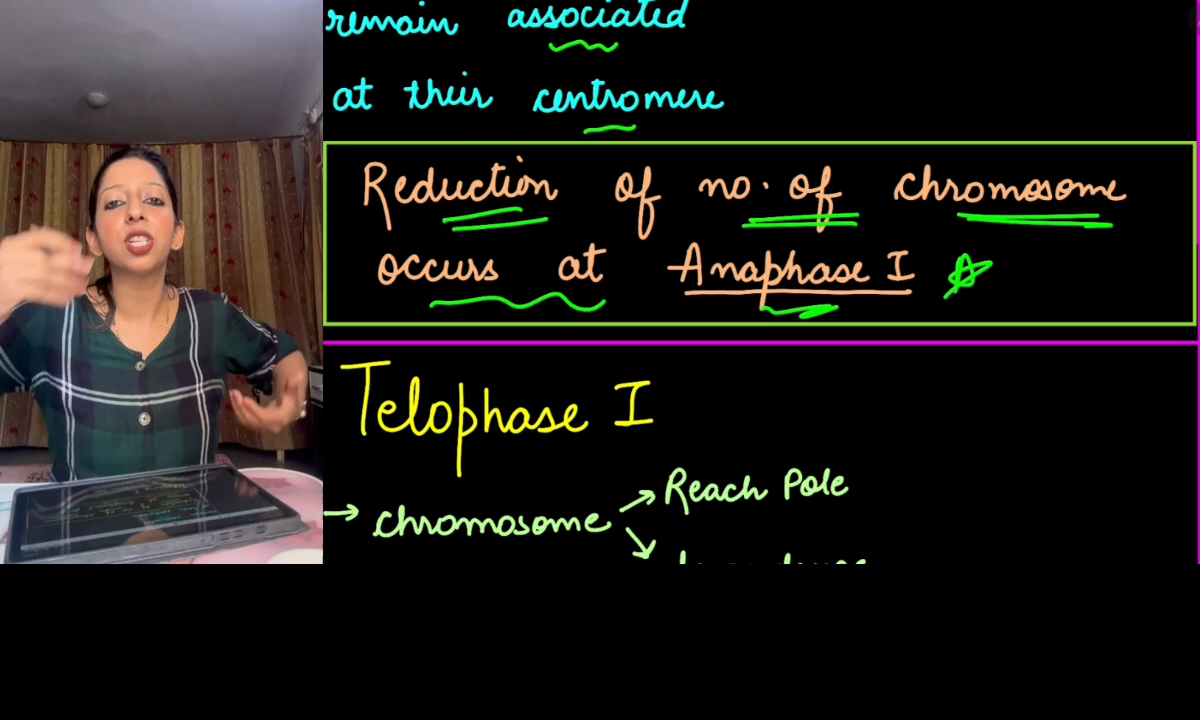 remain associated
at their centromere
Reduction of no. of chromosome
occurs at Anaphase I
Telophase I
→ chromosome → Reach Pole